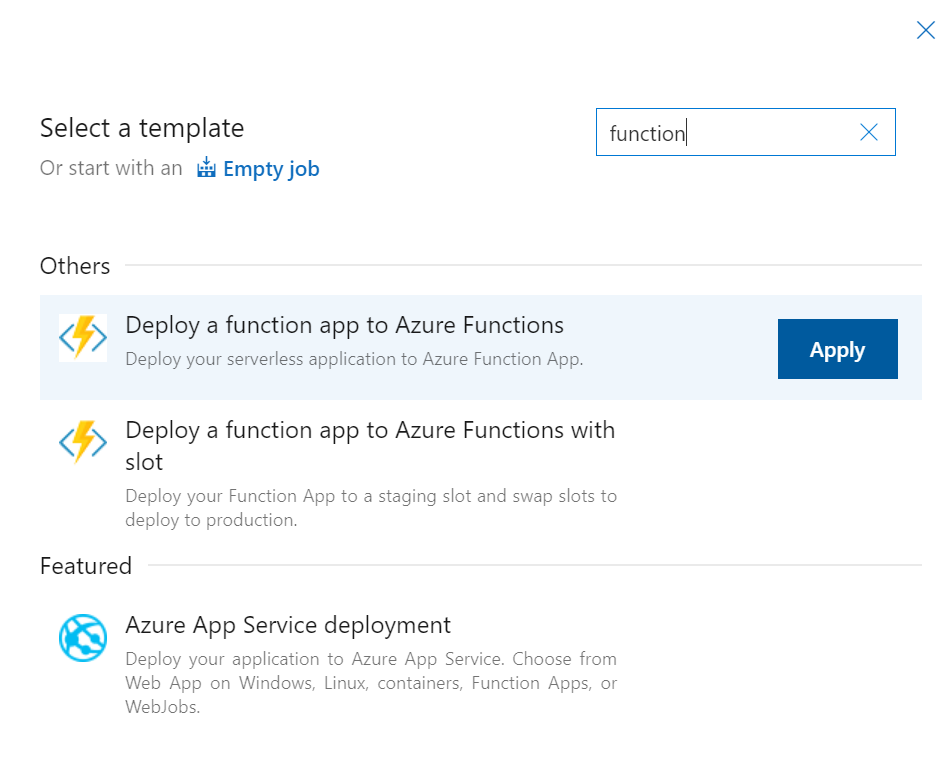 Select a template
function
Or start with an Empty job
Others
Deploy a function app to Azure Functions
Deploy your serverless application to Azure Function App.
Apply
Deploy a function app to Azure Functions with
slot
Deploy your Function App to a staging slot and swap slots to
deploy to production.
Featured
Azure App Service deployment
Deploy your application to Azure App Service. Choose from
Web App on Windows, Linux, containers, Function Apps, or
WebJobs.